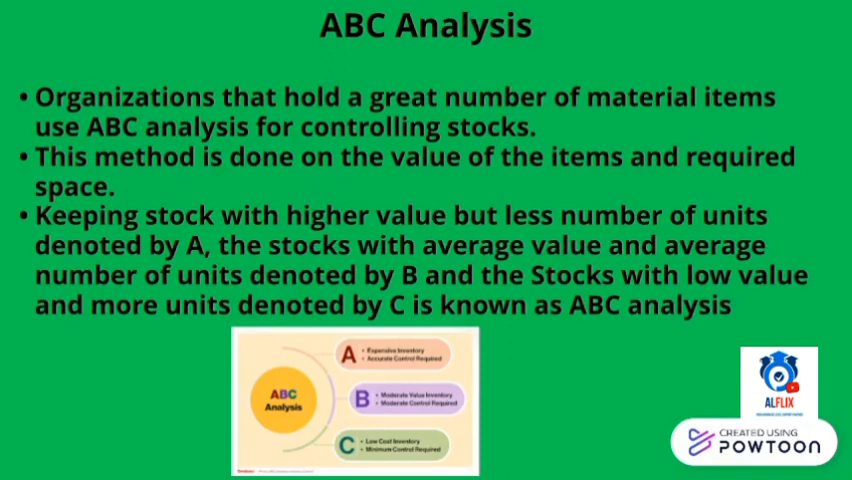 ABC Analysis
• Organizations that hold a great number of material items
use ABC analysis for controlling stocks.
• This method is done on the value of the items and required
space.
• Keeping stock with higher value but less number of units
denoted by A, the stocks with average value and average
number of units denoted by B and the Stocks with low value
and more units denoted by C is known as ABC analysis
ABC
Analysis
A
• Expensive Inventory
• Accurate Control Required
B
• Moderate Value Inventory
• Moderate Control Required
C
• Low Cost Inventory
• Minimum Control Required
ALFLIX
CREATED USING
POWTOON